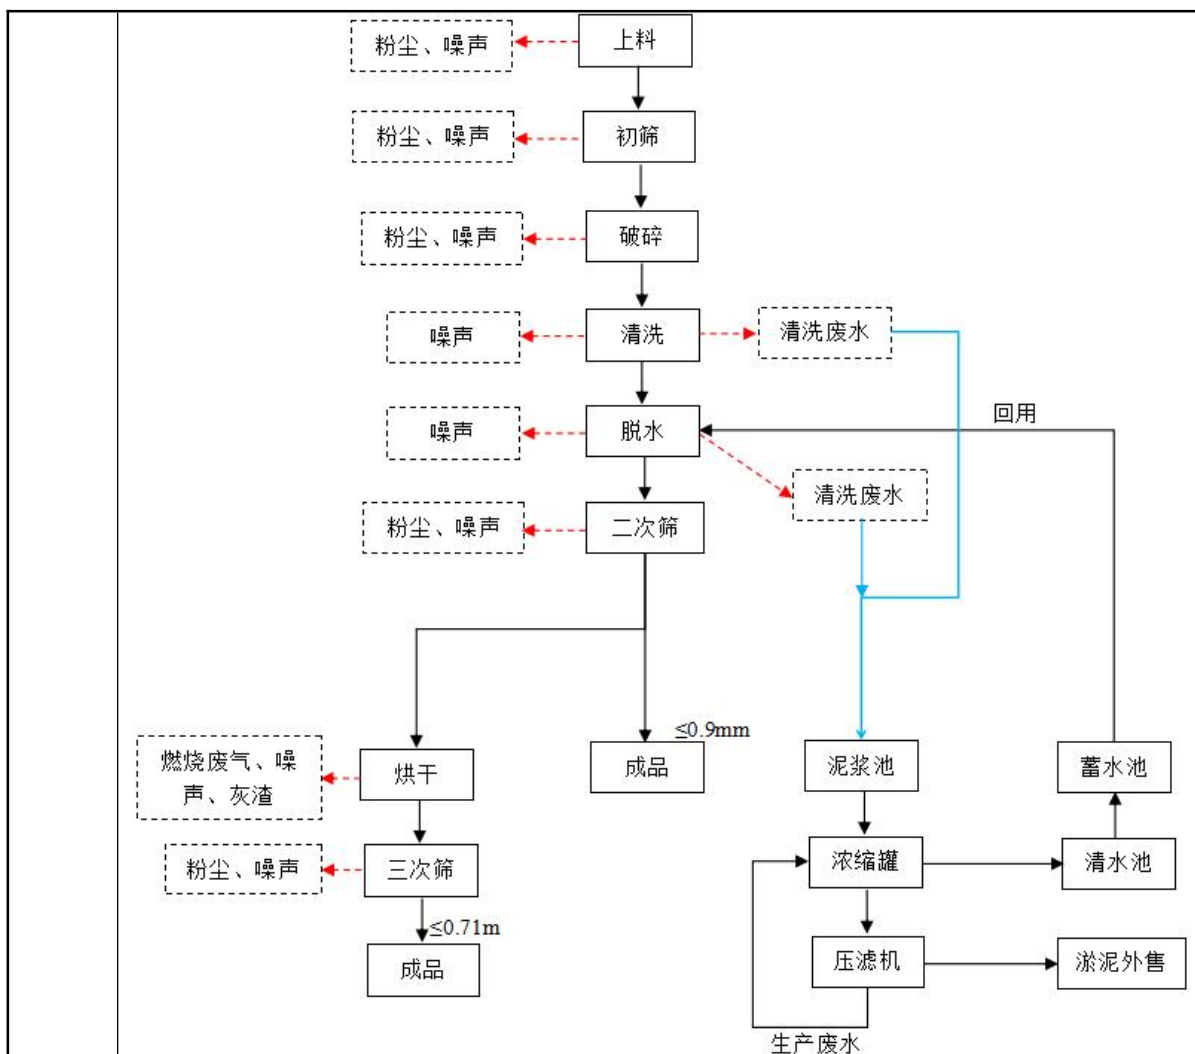 粉尘、噪声
上料
粉尘、噪声
初筛
粉尘、噪声
破碎
噪声
清洗
清洗废水
噪声
脱水
回用
清洗废水
粉尘、噪声
二次筛
≤0.9mm
燃烧废气、噪
声、灰渣
烘干
成品
泥浆池
蓄水池
粉尘、噪声
三次筛
浓缩罐
清水池
≤0.71m
成品
压滤机
淤泥外售
生产废水